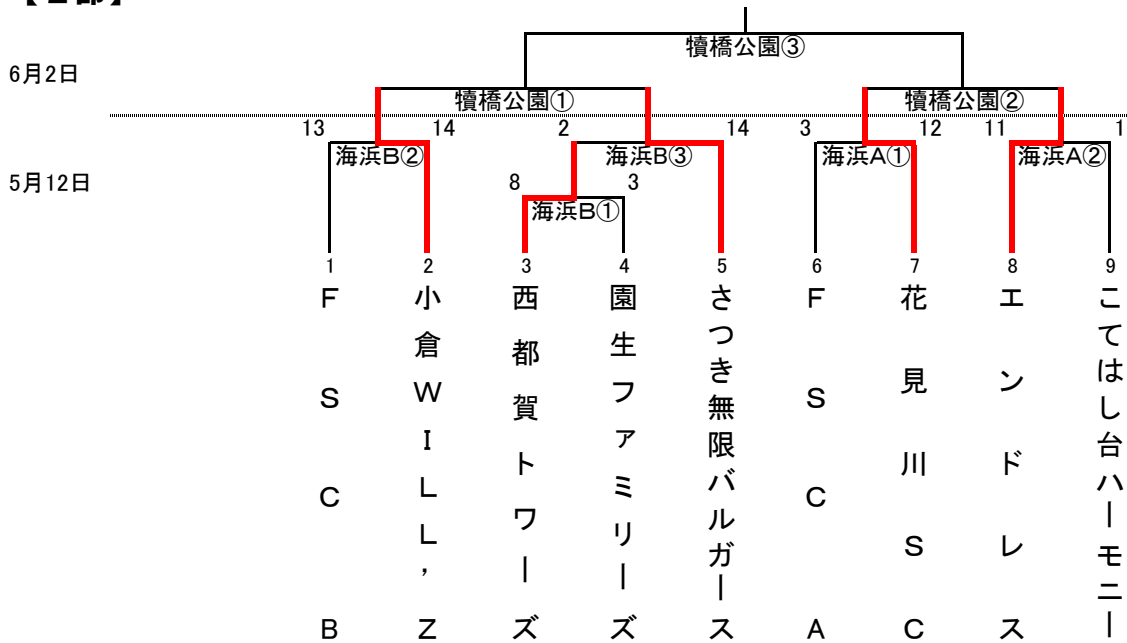 犢橋公園③
6月2日
犢橋公園① 犢橋公園②
13 14 2 14 3 12 11 1
海浜B② 海浜B③ 海浜A① 海浜A②
5月12日
8 3
海浜B①
1 2 3 4 5 6 7 8 9
FSCB
小倉WILL’Z
西都賀トワーズ
園生ファミリーズ
さつき無限バルガース
FSCA
花見川SC
エンドレス
こてはし台ハーモニー